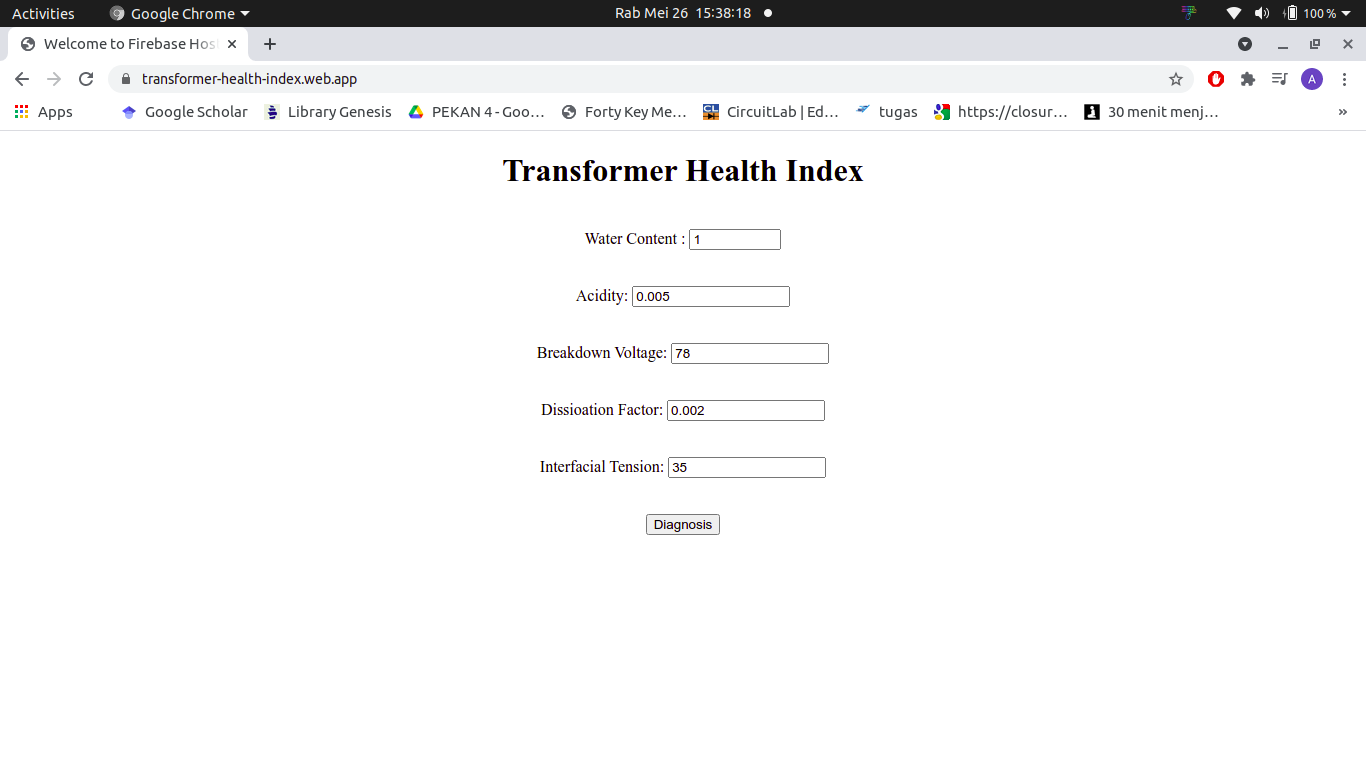 Activities Google Chrome Rab Mei 26 15:38:18 100 %
Welcome to Firebase Hos
transformer-health-index.web.app A
Apps Google Scholar Library Genesis PEKAN 4 - Goo… Forty Key Me… CL CircuitLab | Ed… tugas https://closur… 30 menit menj… »
Transformer Health Index
Water Content : 1
Acidity: 0.005
Breakdown Voltage: 78
Dissioation Factor: 0.002
Interfacial Tension: 35
Diagnosis